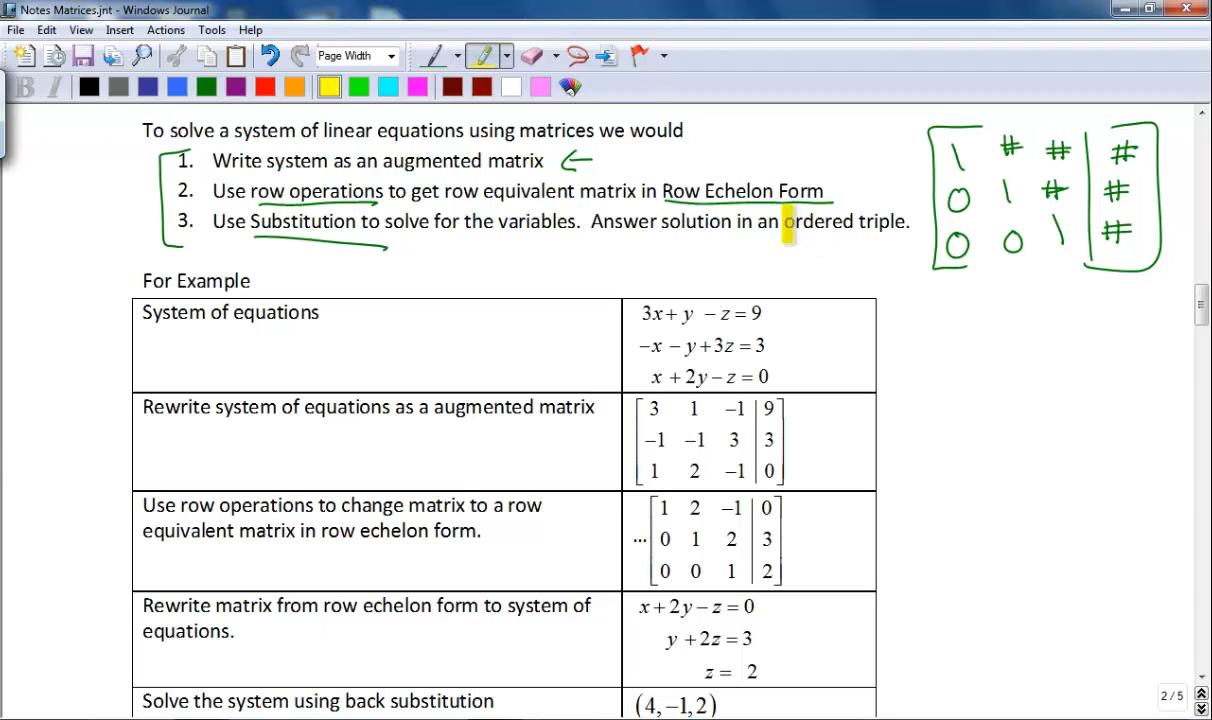 Notes Matrices.jnt - Windows Journal
File Edit View Insert Actions Tools Help
Page Width
B I
To solve a system of linear equations using matrices we would
1. Write system as an augmented matrix ←
2. Use row operations to get row equivalent matrix in Row Echelon Form
3. Use Substitution to solve for the variables. Answer solution in an ordered triple.
1 # # #
0 1 # #
0 0 1 #
For Example
System of equations
3x + y − z = 9
−x − y + 3z = 3
x + 2y − z = 0
Rewrite system of equations as a augmented matrix
3 1 −1 | 9
−1 −1 3 | 3
1 2 −1 | 0
Use row operations to change matrix to a row
equivalent matrix in row echelon form.
1 2 −1 | 0
... 0 1 2 | 3
0 0 1 | 2
Rewrite matrix from row echelon form to system of
equations.
x + 2y − z = 0
y + 2z = 3
z = 2
Solve the system using back substitution
(4, −1, 2)
2 / 5